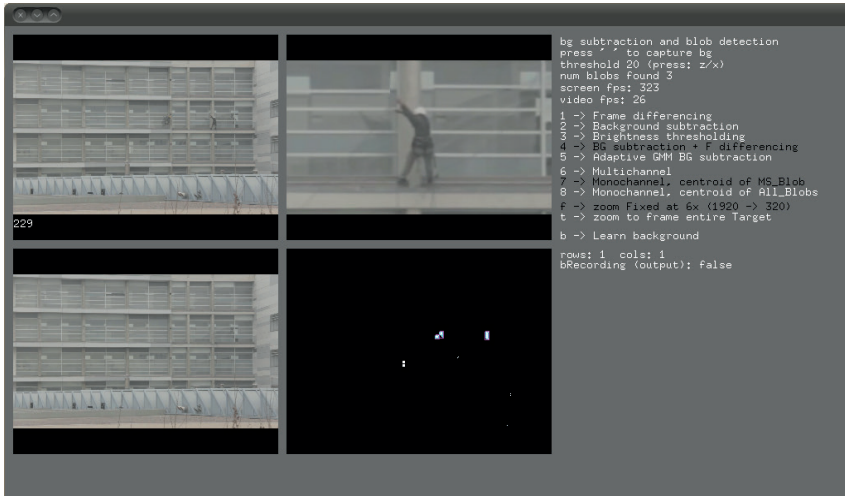 bg subtraction and blob detection
press ' ' to capture bg
threshold 20 (press: z/x)
num blobs found 3
screen fps: 323
video fps: 26
1 -> Frame differencing
2 -> Background subtraction
3 -> Brightness thresholding
4 -> BG subtraction + F differencing
5 -> Adaptive GMM BG subtraction
6 -> Multichannel
7 -> Monochannel, centroid of MS_Blob
8 -> Monochannel, centroid of All_Blobs
f -> zoom Fixed at 6x (1920 -> 320)
t -> zoom to frame entire Target
b -> Learn background
rows: 1 cols: 1
bRecording (output): false
229